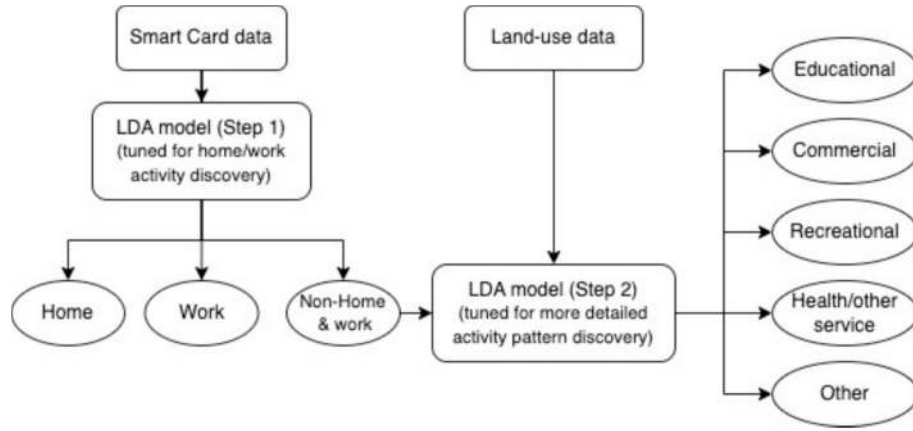 Smart Card data
Land-use data
LDA model (Step 1)
(tuned for home/work
activity discovery)
Home
Work
Non-Home
& work
LDA model (Step 2)
(tuned for more detailed
activity pattern discovery)
Educational
Commercial
Recreational
Health/other
service
Other